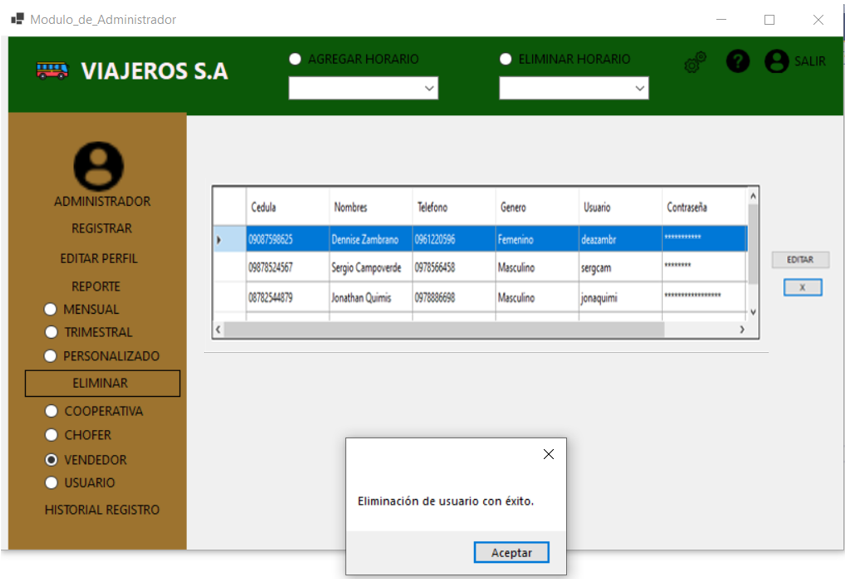 Modulo_de_Administrador
VIAJEROS S.A
AGREGAR HORARIO
ELIMINAR HORARIO
?
SALIR
ADMINISTRADOR
REGISTRAR
EDITAR PERFIL
REPORTE
MENSUAL
TRIMESTRAL
PERSONALIZADO
ELIMINAR
COOPERATIVA
CHOFER
VENDEDOR
USUARIO
HISTORIAL REGISTRO
Cedula Nombres Telefono Genero Usuario Contraseña
09087598625 Dennise Zambrano 0961220596 Femenino deazambr ***********
09878524567 Sergio Campoverde 0978566458 Masculino sergcam ********
08782544879 Jonathan Quimis 0978886698 Masculino jonaquimi *****************
EDITAR
X
Eliminación de usuario con éxito.
Aceptar